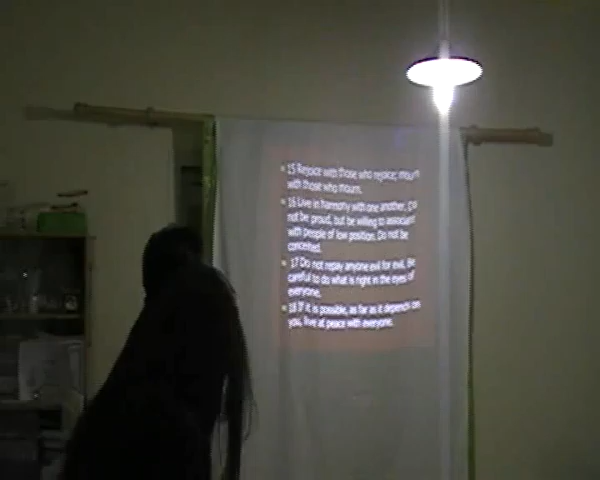 15 Rejoice with those who rejoice; mourn
with those who mourn.
16 Live in harmony with one another. Do
not be proud, but be willing to associate
with people of low position. Do not be
conceited.
17 Do not repay anyone evil for evil. Be
careful to do what is right in the eyes of
everyone.
18 If it is possible, as far as it depends on
you, live at peace with everyone.